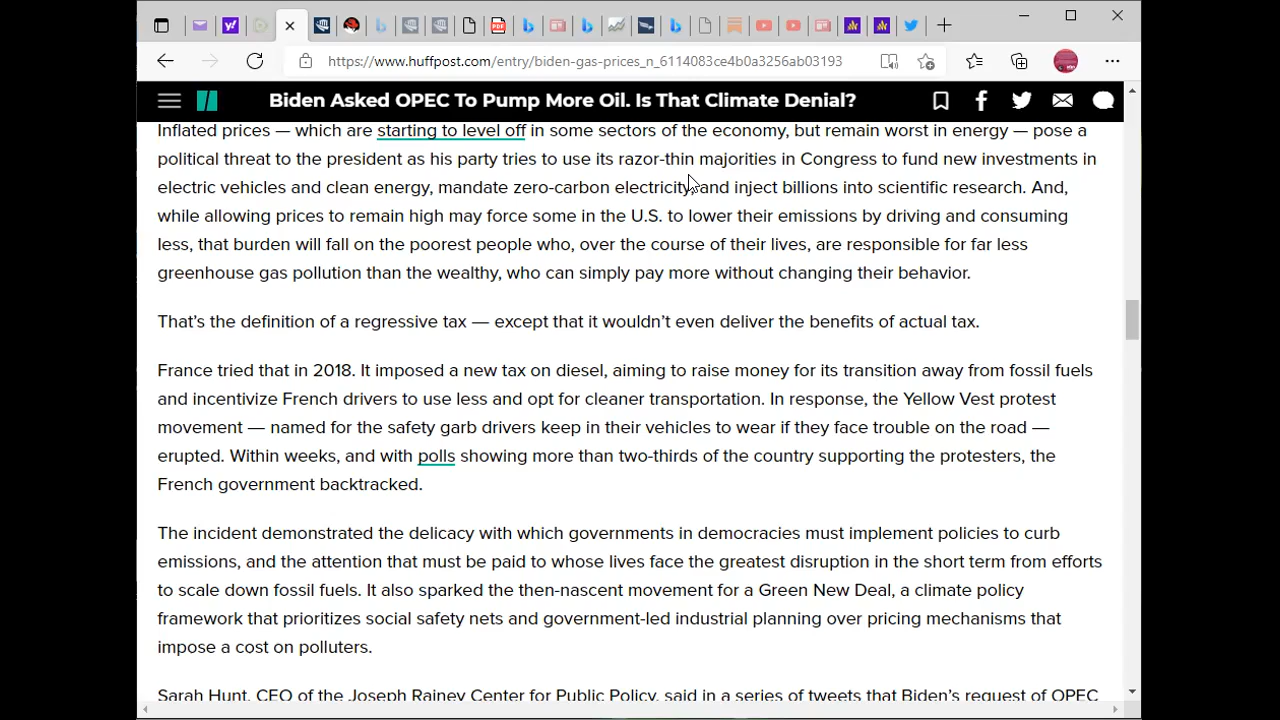 https://www.huffpost.com/entry/biden-gas-prices_n_6114083ce4b0a3256ab03193
Biden Asked OPEC To Pump More Oil. Is That Climate Denial?
Inflated prices — which are starting to level off in some sectors of the economy, but remain worst in energy — pose a
political threat to the president as his party tries to use its razor-thin majorities in Congress to fund new investments in
electric vehicles and clean energy, mandate zero-carbon electricity and inject billions into scientific research. And,
while allowing prices to remain high may force some in the U.S. to lower their emissions by driving and consuming
less, that burden will fall on the poorest people who, over the course of their lives, are responsible for far less
greenhouse gas pollution than the wealthy, who can simply pay more without changing their behavior.
That's the definition of a regressive tax — except that it wouldn't even deliver the benefits of actual tax.
France tried that in 2018. It imposed a new tax on diesel, aiming to raise money for its transition away from fossil fuels
and incentivize French drivers to use less and opt for cleaner transportation. In response, the Yellow Vest protest
movement — named for the safety garb drivers keep in their vehicles to wear if they face trouble on the road —
erupted. Within weeks, and with polls showing more than two-thirds of the country supporting the protesters, the
French government backtracked.
The incident demonstrated the delicacy with which governments in democracies must implement policies to curb
emissions, and the attention that must be paid to whose lives face the greatest disruption in the short term from efforts
to scale down fossil fuels. It also sparked the then-nascent movement for a Green New Deal, a climate policy
framework that prioritizes social safety nets and government-led industrial planning over pricing mechanisms that
impose a cost on polluters.
Sarah Hunt, CEO of the Joseph Rainey Center for Public Policy, said in a series of tweets that Biden's request of OPEC